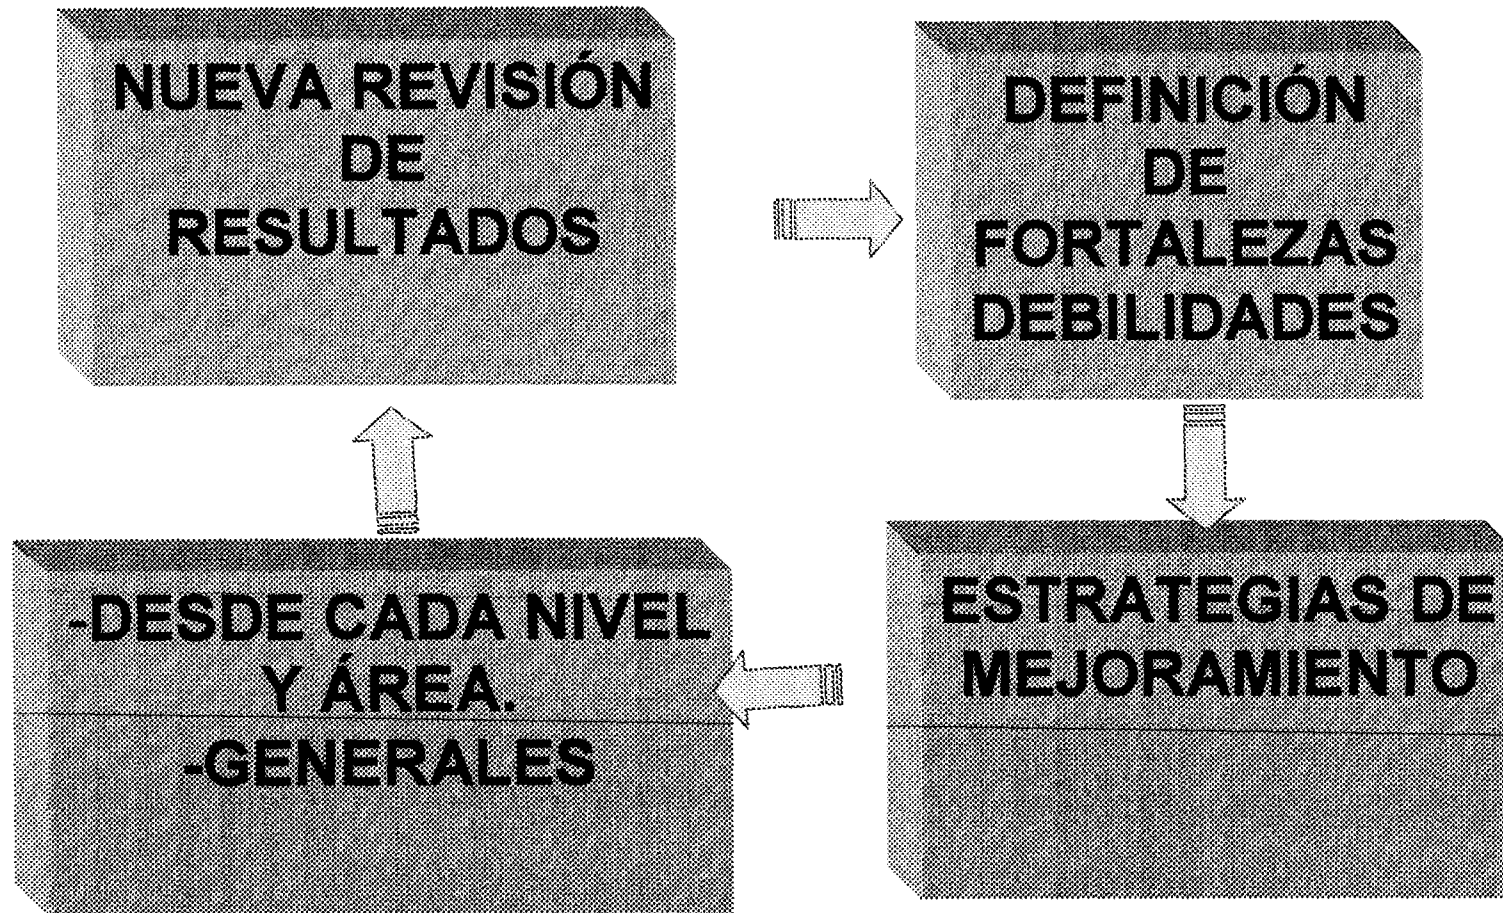 NUEVA REVISIÓN
DE
RESULTADOS
DEFINICIÓN
DE
FORTALEZAS
DEBILIDADES
ESTRATEGIAS DE
MEJORAMIENTO
-DESDE CADA NIVEL
Y ÁREA.
-GENERALES